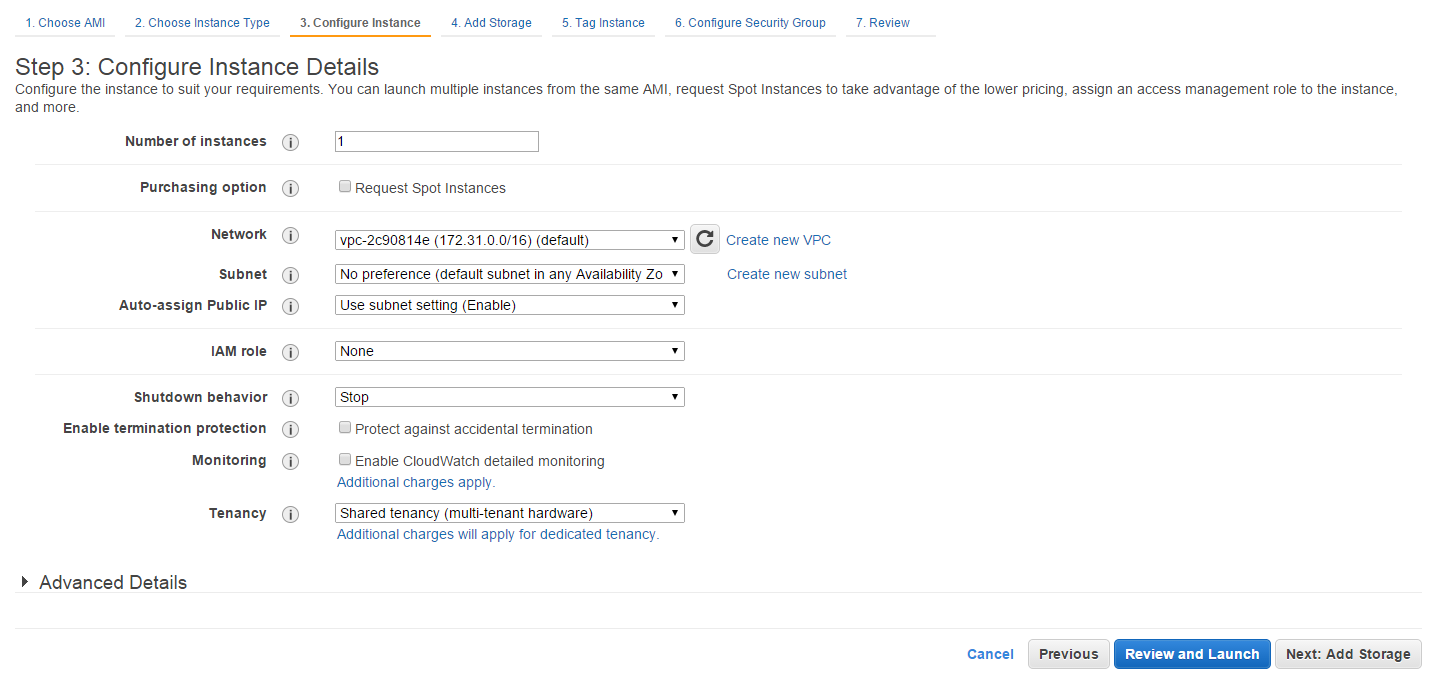 1. Choose AMI 2. Choose Instance Type 3. Configure Instance 4. Add Storage 5. Tag Instance 6. Configure Security Group 7. Review
Step 3: Configure Instance Details
Configure the instance to suit your requirements. You can launch multiple instances from the same AMI, request Spot Instances to take advantage of the lower pricing, assign an access management role to the instance,
and more.
Number of instances i 1
Purchasing option i Request Spot Instances
Network i vpc-2c90814e (172.31.0.0/16) (default) Create new VPC
Subnet i No preference (default subnet in any Availability Zo Create new subnet
Auto-assign Public IP i Use subnet setting (Enable)
IAM role i None
Shutdown behavior i Stop
Enable termination protection i Protect against accidental termination
Monitoring i Enable CloudWatch detailed monitoring
Additional charges apply.
Tenancy i Shared tenancy (multi-tenant hardware)
Additional charges will apply for dedicated tenancy.
Advanced Details
Cancel Previous Review and Launch Next: Add Storage